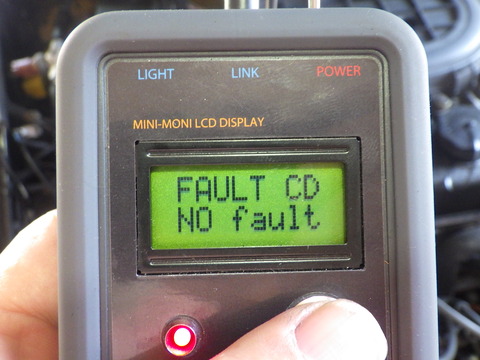 LIGHT LINK POWER
MINI-MONI LCD DISPLAY
FAULT CD
NO fault